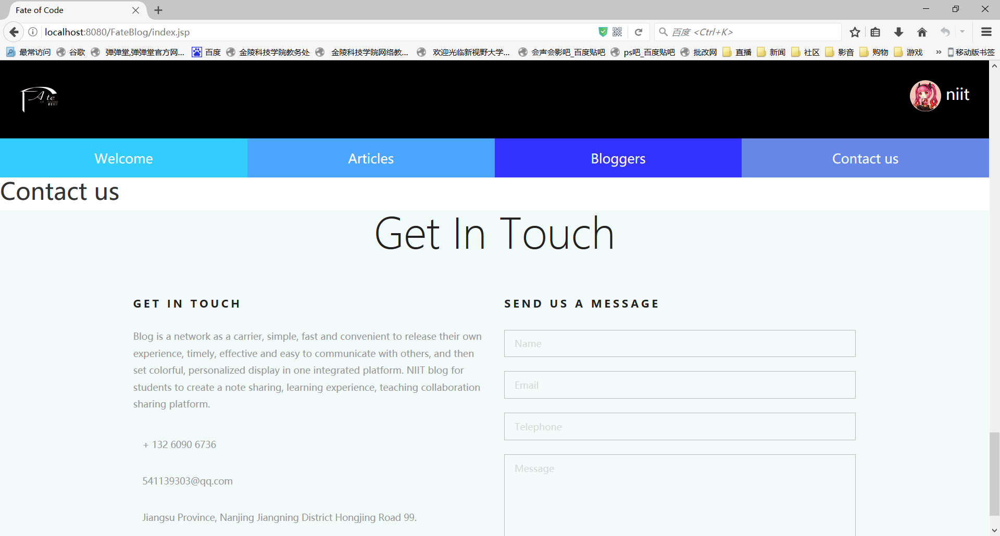 Fate of Code
localhost:8080/FateBlog/index.jsp
百度 <Ctrl+K>
最常访问 谷歌 弹弹堂,弹弹堂官方网... 百度 金陵科技学院教务处 金陵科技学院网络教... 欢迎光临新视野大学... 会声会影吧_百度贴吧 ps吧_百度贴吧 批改网 直播 新闻 社区 影音 购物 游戏 » 移动版书签
Ate
of code
niit
Welcome Articles Bloggers Contact us
Contact us
Get In Touch
GET IN TOUCH
Blog is a network as a carrier, simple, fast and convenient to release their own
experience, timely, effective and easy to communicate with others, and then
set colorful, personalized display in one integrated platform. NIIT blog for
students to create a note sharing, learning experience, teaching collaboration
sharing platform.
+ 132 6090 6736
541139303@qq.com
Jiangsu Province, Nanjing Jiangning District Hongjing Road 99.
SEND US A MESSAGE
Name
Email
Telephone
Message